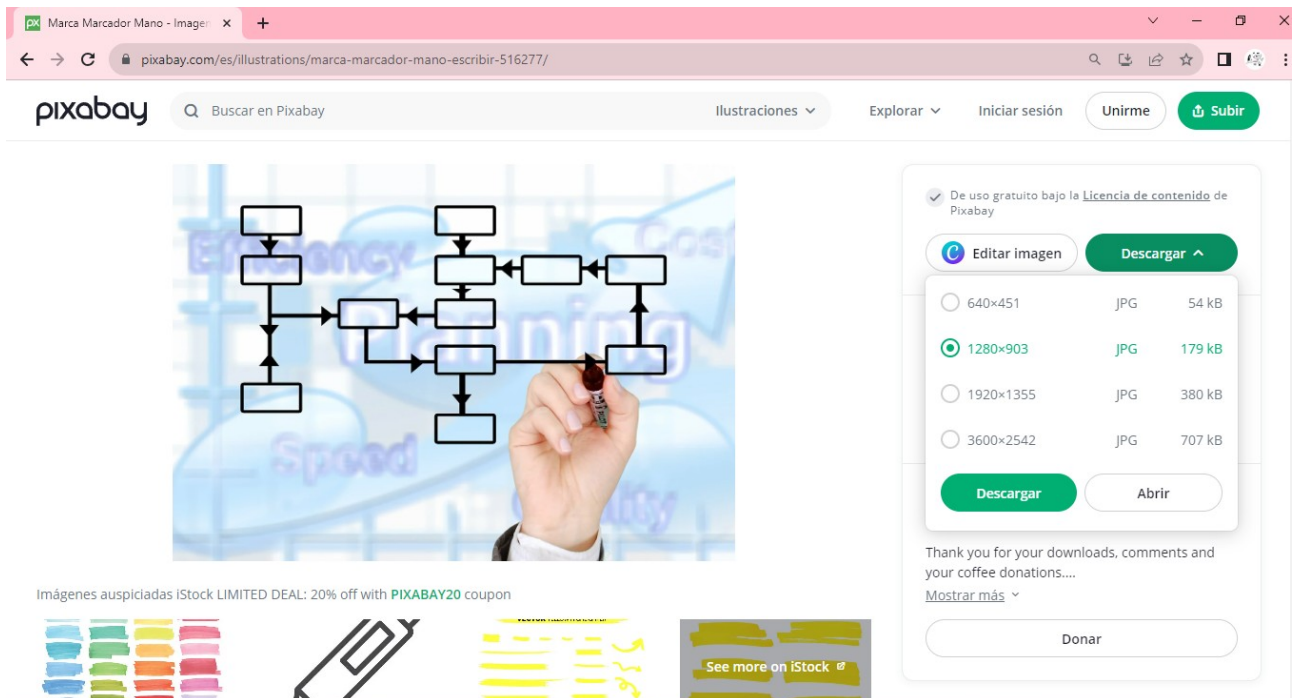 Marca Marcador Mano - Imagen
pixabay.com/es/illustrations/marca-marcador-mano-escribir-516277/
pixabay
Buscar en Pixabay
Ilustraciones
Explorar
Iniciar sesión
Unirme
Subir
Efficiency
Cost
Planning
Speed
Quality
De uso gratuito bajo la Licencia de contenido de
Pixabay
Editar imagen
Descargar
640×451 JPG 54 kB
1280×903 JPG 179 kB
1920×1355 JPG 380 kB
3600×2542 JPG 707 kB
Descargar
Abrir
Thank you for your downloads, comments and
your coffee donations....
Mostrar más
Donar
Imágenes auspiciadas iStock LIMITED DEAL: 20% off with PIXABAY20 coupon
See more on iStock